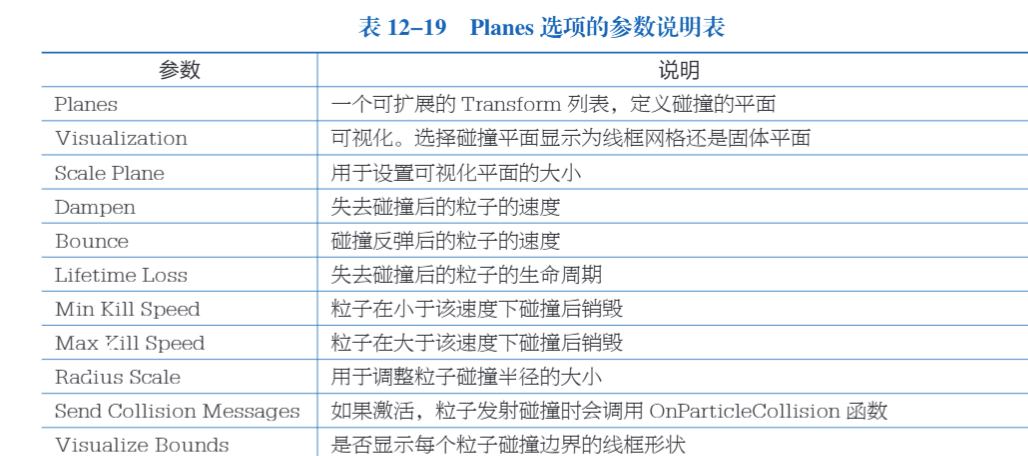 表 12-19 Planes 选项的参数说明表
参数 说明
Planes 一个可扩展的 Transform 列表，定义碰撞的平面
Visualization 可视化。选择碰撞平面显示为线框网格还是固体平面
Scale Plane 用于设置可视化平面的大小
Dampen 失去碰撞后的粒子的速度
Bounce 碰撞反弹后的粒子的速度
Lifetime Loss 失去碰撞后的粒子的生命周期
Min Kill Speed 粒子在小于该速度下碰撞后销毁
Max Kill Speed 粒子在大于该速度下碰撞后销毁
Radius Scale 用于调整粒子碰撞半径的大小
Send Collision Messages 如果激活，粒子发射碰撞时会调用 OnParticleCollision 函数
Visualize Bounds 是否显示每个粒子碰撞边界的线框形状